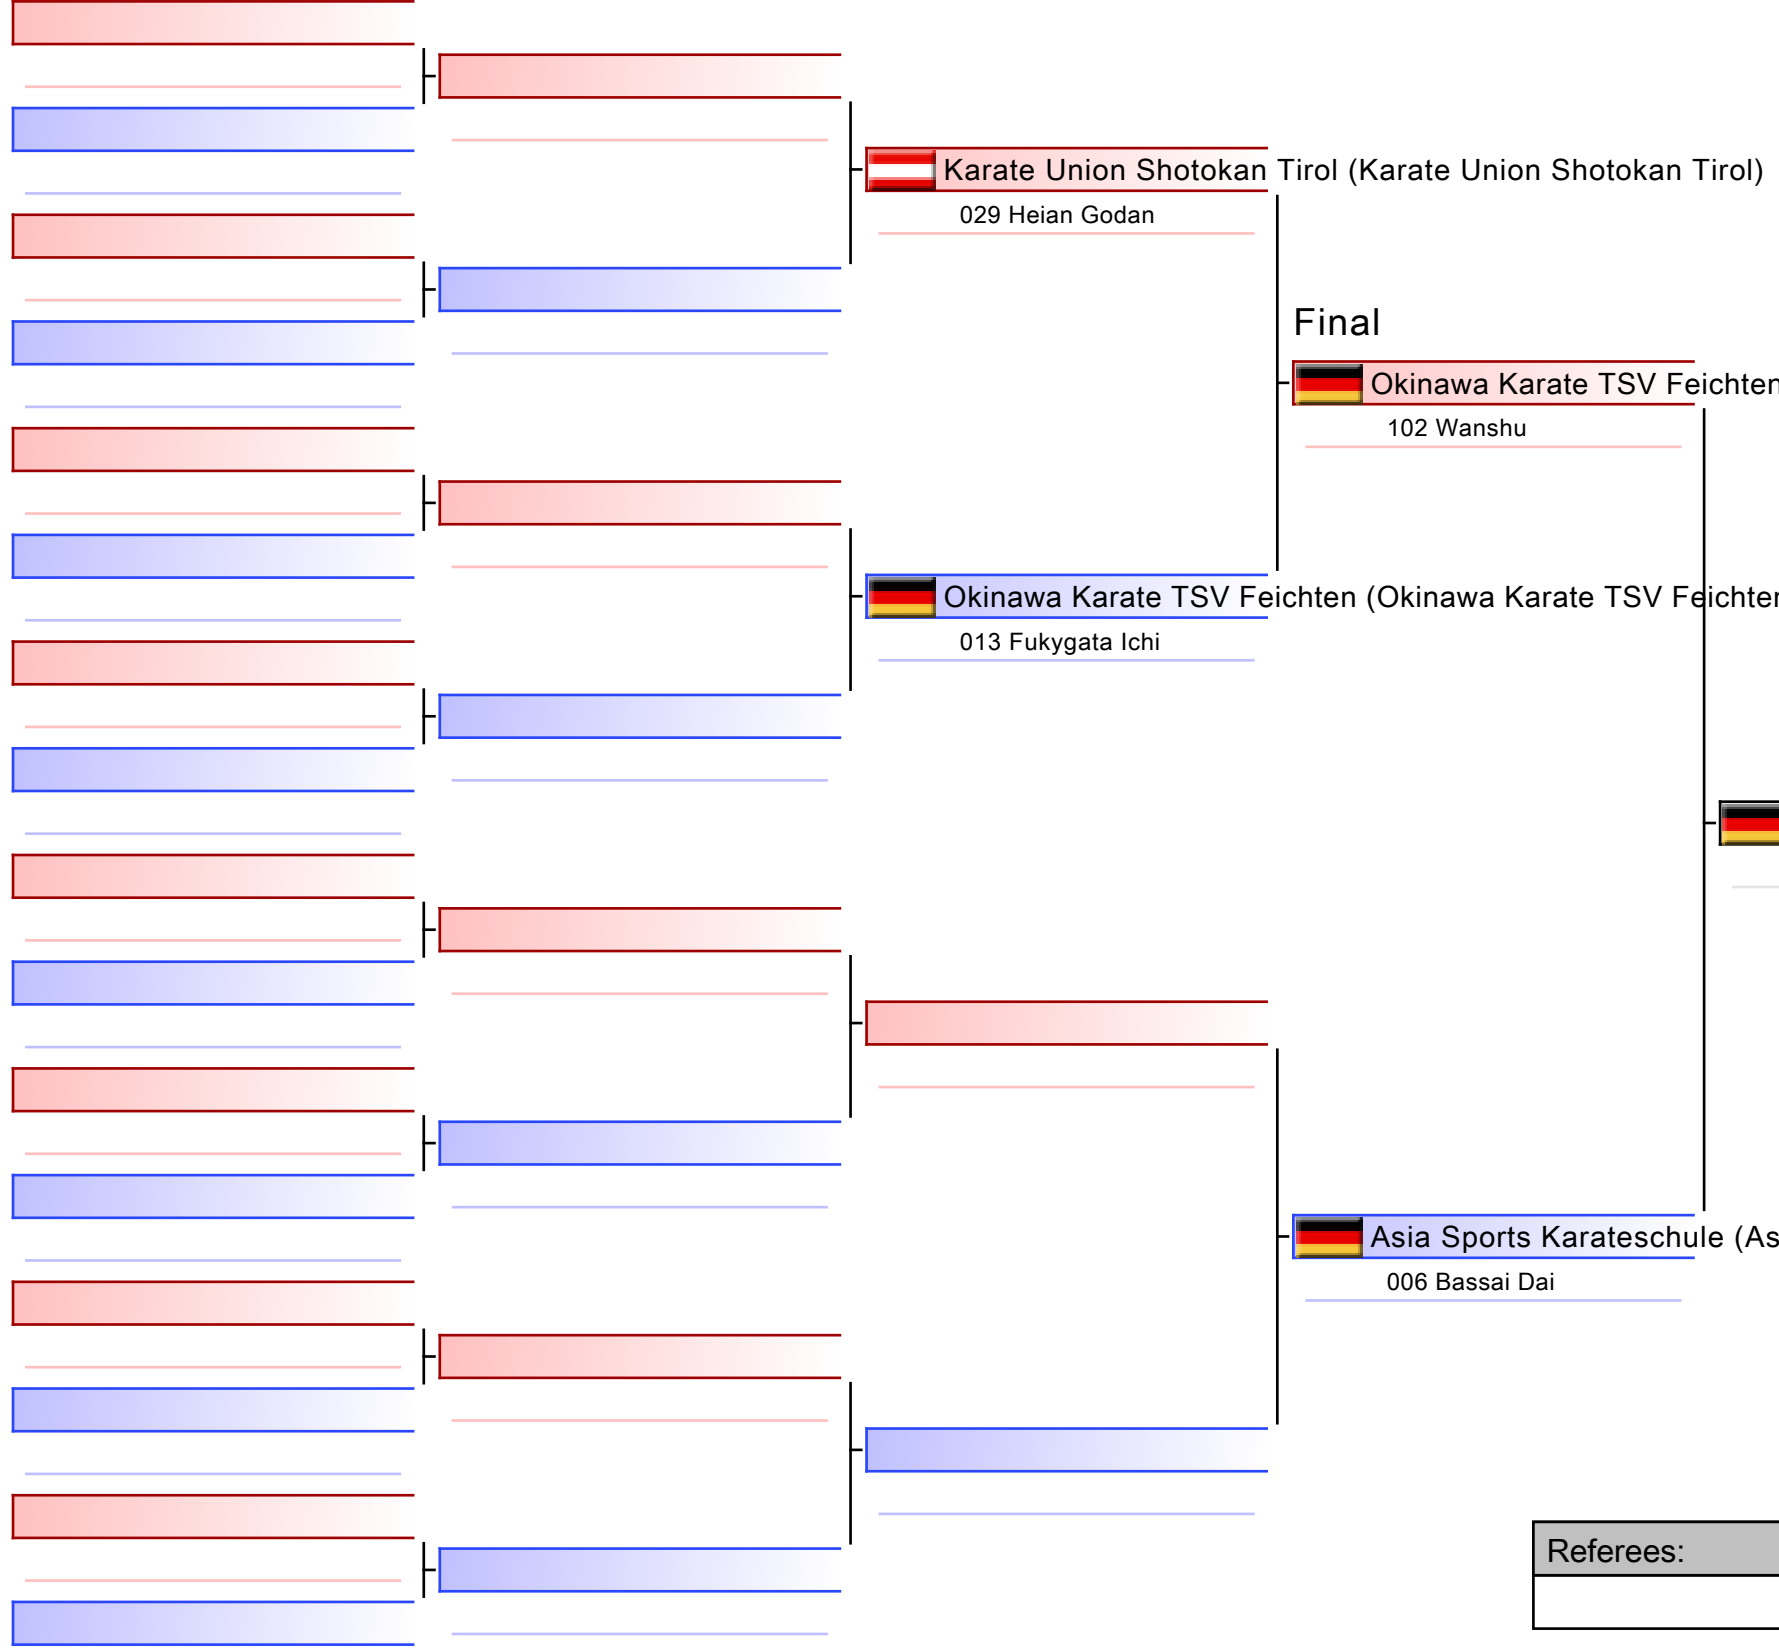 Karate Union Shotokan Tirol (Karate Union Shotokan Tirol)
029 Heian Godan
Final
Okinawa Karate TSV Feichten
102 Wanshu
Okinawa Karate TSV Feichten (Okinawa Karate TSV Feichten
013 Fukygata Ichi
Asia Sports Karateschule (As
006 Bassai Dai
Referees: